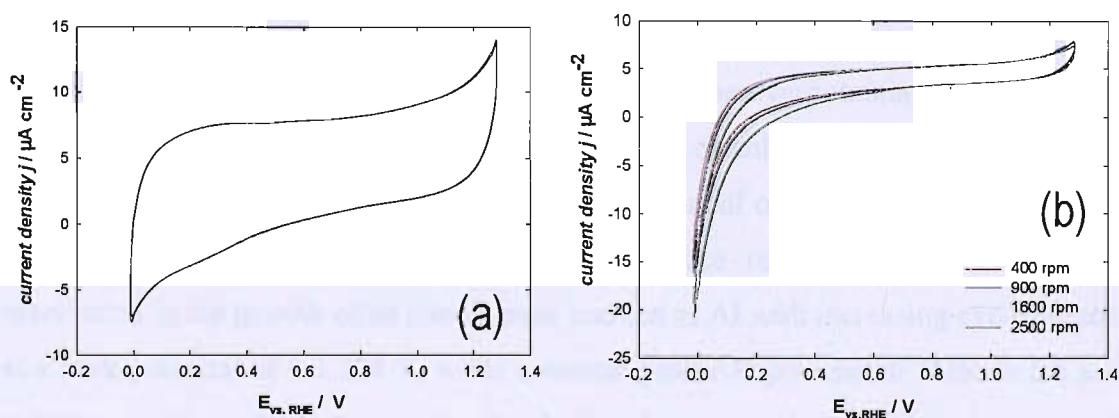 15
10
5
0
-5
-10
current density j / µA cm-2
-0.2 0.0 0.2 0.4 0.6 0.8 1.0 1.2 1.4
Evs. RHE / V
(a)
10
5
0
-5
-10
-15
-20
-25
current density j / µA cm-2
-0.2 0.0 0.2 0.4 0.6 0.8 1.0 1.2 1.4
Evs.RHE / V
(b)
400 rpm
900 rpm
1600 rpm
2500 rpm